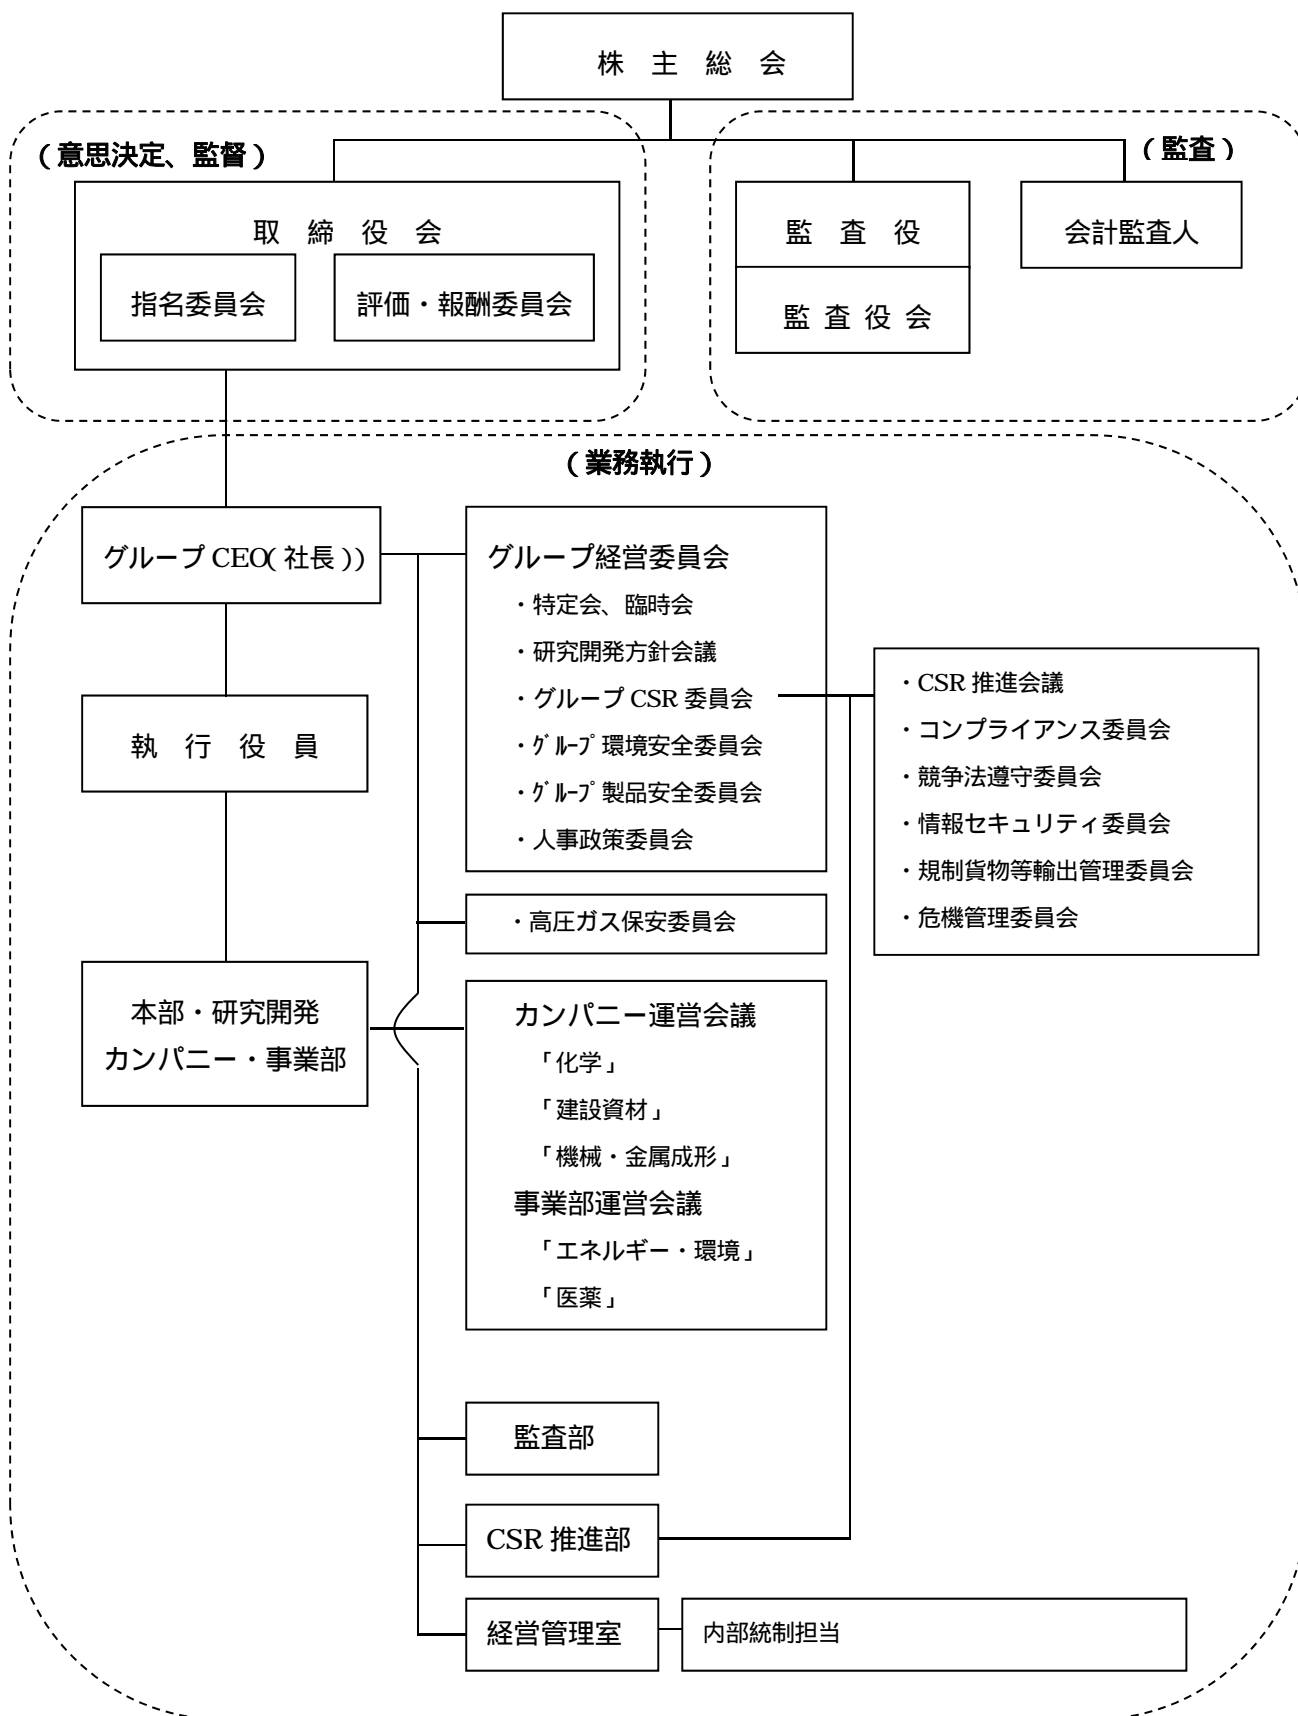 株 主 総 会
（意思決定、監督）
（監査）
取 締 役 会
指名委員会
評価・報酬委員会
監 査 役
監 査 役 会
会計監査人
（業務執行）
グループ CEO( 社長 ))
執 行 役 員
本部・研究開発
カンパニー・事業部
グループ経営委員会
・特定会、臨時会
・研究開発方針会議
・グループ CSR 委員会
・ｸﾞﾙｰﾌﾟ環境安全委員会
・ｸﾞﾙｰﾌﾟ製品安全委員会
・人事政策委員会
・CSR 推進会議
・コンプライアンス委員会
・競争法遵守委員会
・情報セキュリティ委員会
・規制貨物等輸出管理委員会
・危機管理委員会
・高圧ガス保安委員会
カンパニー運営会議
「化学」
「建設資材」
「機械・金属成形」
事業部運営会議
「エネルギー・環境」
「医薬」
監査部
CSR 推進部
経営管理室
内部統制担当